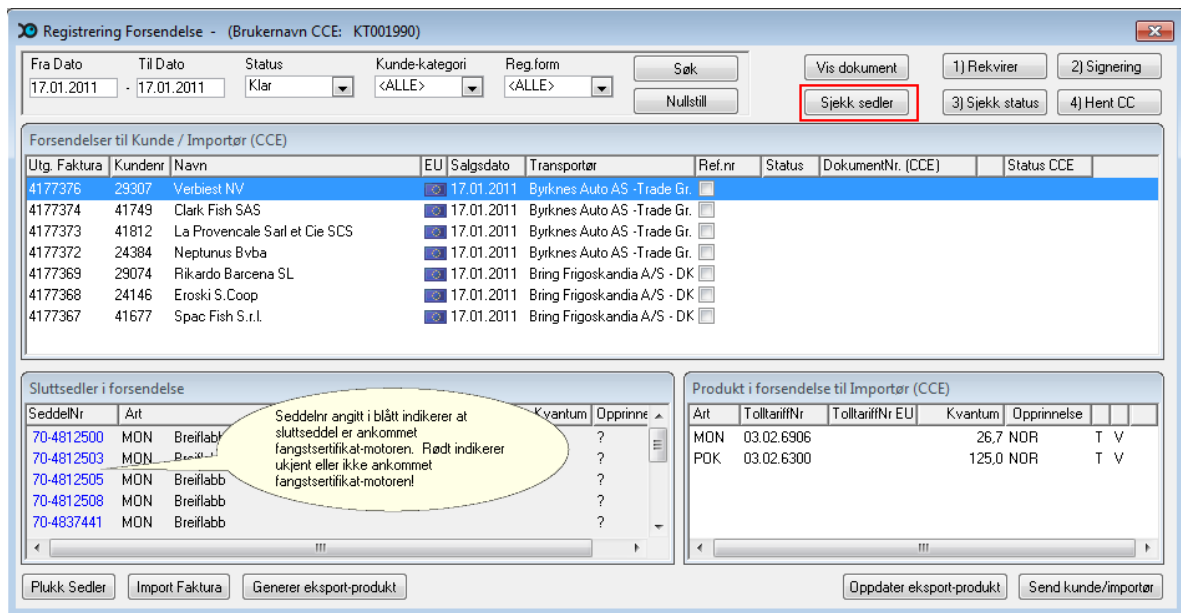 Registrering Forsendelse - (Brukernavn CCE: KT001990)
Fra Dato Til Dato Status Kunde-kategori Reg.form
17.01.2011 - 17.01.2011 Klar <ALLE> <ALLE>
Søk
Nullstill
Vis dokument 1) Rekvirer 2) Signering
Sjekk sedler 3) Sjekk status 4) Hent CC
Forsendelser til Kunde / Importør (CCE)
Utg. Faktura Kundenr Navn EU Salgsdato Transportør Ref.nr Status DokumentNr. (CCE) Status CCE
4177376 29307 Verbiest NV 17.01.2011 Byrknes Auto AS -Trade Gr.
4177374 41749 Clark Fish SAS 17.01.2011 Byrknes Auto AS -Trade Gr.
4177373 41812 La Provencale Sarl et Cie SCS 17.01.2011 Byrknes Auto AS -Trade Gr.
4177372 24384 Neptunus Bvba 17.01.2011 Byrknes Auto AS -Trade Gr.
4177369 29074 Rikardo Barcena SL 17.01.2011 Bring Frigoskandia A/S - DK
4177368 24146 Eroski S.Coop 17.01.2011 Bring Frigoskandia A/S - DK
4177367 41677 Spac Fish S.r.l. 17.01.2011 Bring Frigoskandia A/S - DK
Sluttsedler i forsendelse
SeddelNr Art Kvantum Opprinne
70-4812500 MON Breiflabb ?
70-4812503 MON ?
70-4812505 MON Breiflabb ?
70-4812508 MON Breiflabb ?
70-4837441 MON Breiflabb ?
Seddelnr angitt i blått indikerer at
sluttseddel er ankommet
fangstsertifikat-motoren. Rødt indikerer
ukjent eller ikke ankommet
fangstsertifikat-motoren!
Produkt i forsendelse til Importør (CCE)
Art TolltariffNr TolltariffNr EU Kvantum Opprinnelse
MON 03.02.6906 26,7 NOR T V
POK 03.02.6300 125,0 NOR T V
Plukk Sedler Import Faktura Generer eksport-produkt Oppdater eksport-produkt Send kunde/importør